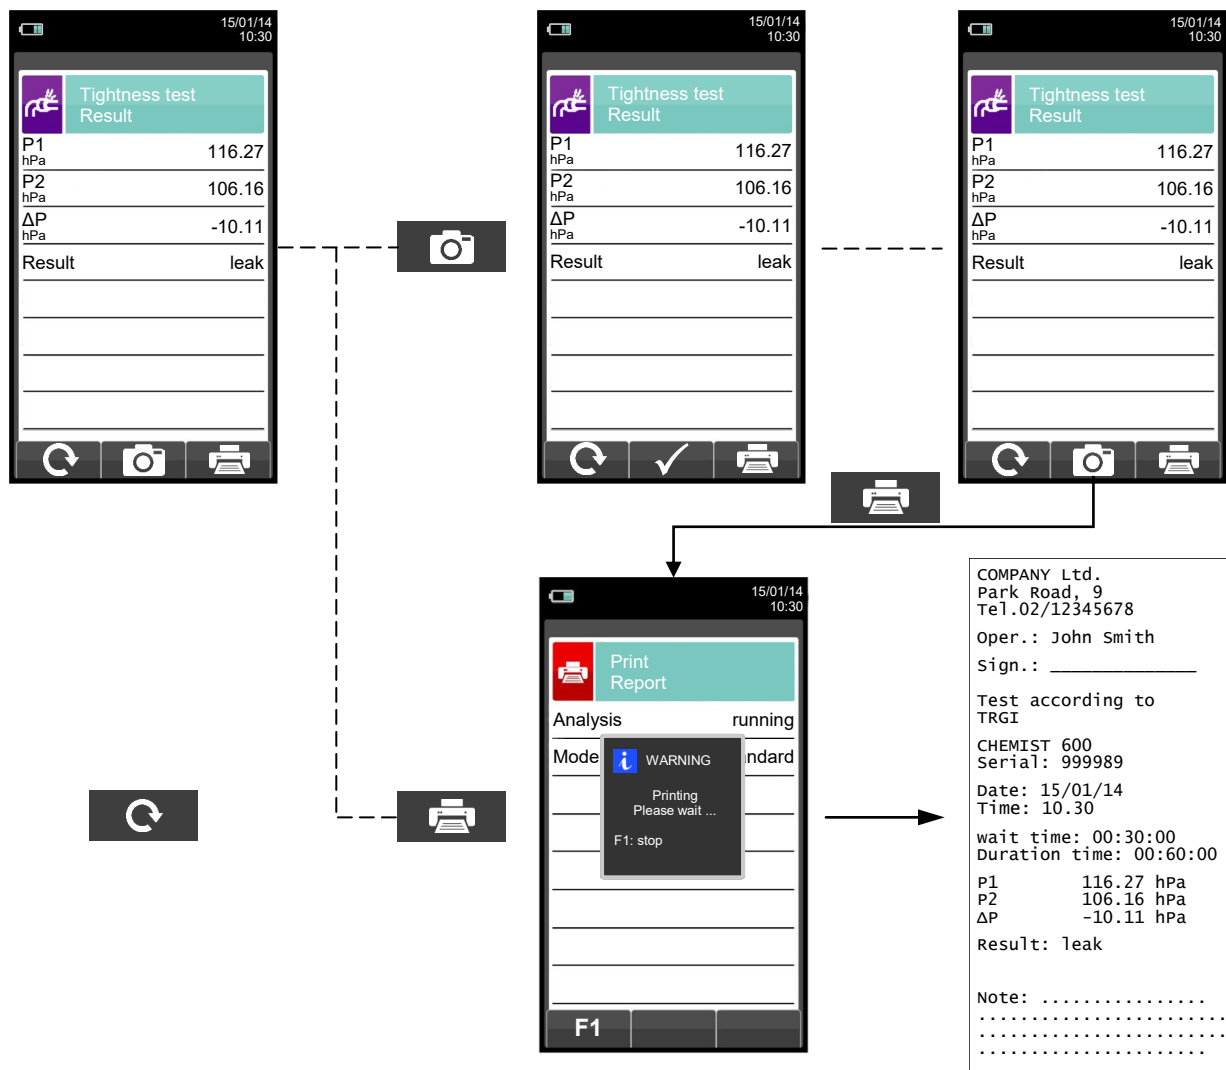 15/01/14
10:30
Tightness test
Result
P1
hPa
116.27
P2
hPa
106.16
ΔP
hPa
-10.11
Result leak
15/01/14
10:30
Tightness test
Result
P1
hPa
116.27
P2
hPa
106.16
ΔP
hPa
-10.11
Result leak
15/01/14
10:30
Tightness test
Result
P1
hPa
116.27
P2
hPa
106.16
ΔP
hPa
-10.11
Result leak
15/01/14
10:30
Print
Report
Analysis running
Mode ndard
i WARNING
Printing
Please wait ...
F1: stop
F1
COMPANY Ltd.
Park Road, 9
Tel.02/12345678
Oper.: John Smith
Sign.: ______________
Test according to
TRGI
CHEMIST 600
Serial: 999989
Date: 15/01/14
Time: 10.30
wait time: 00:30:00
Duration time: 00:60:00
P1 116.27 hPa
P2 106.16 hPa
ΔP -10.11 hPa
Result: leak
Note: ................
........................
........................
......................